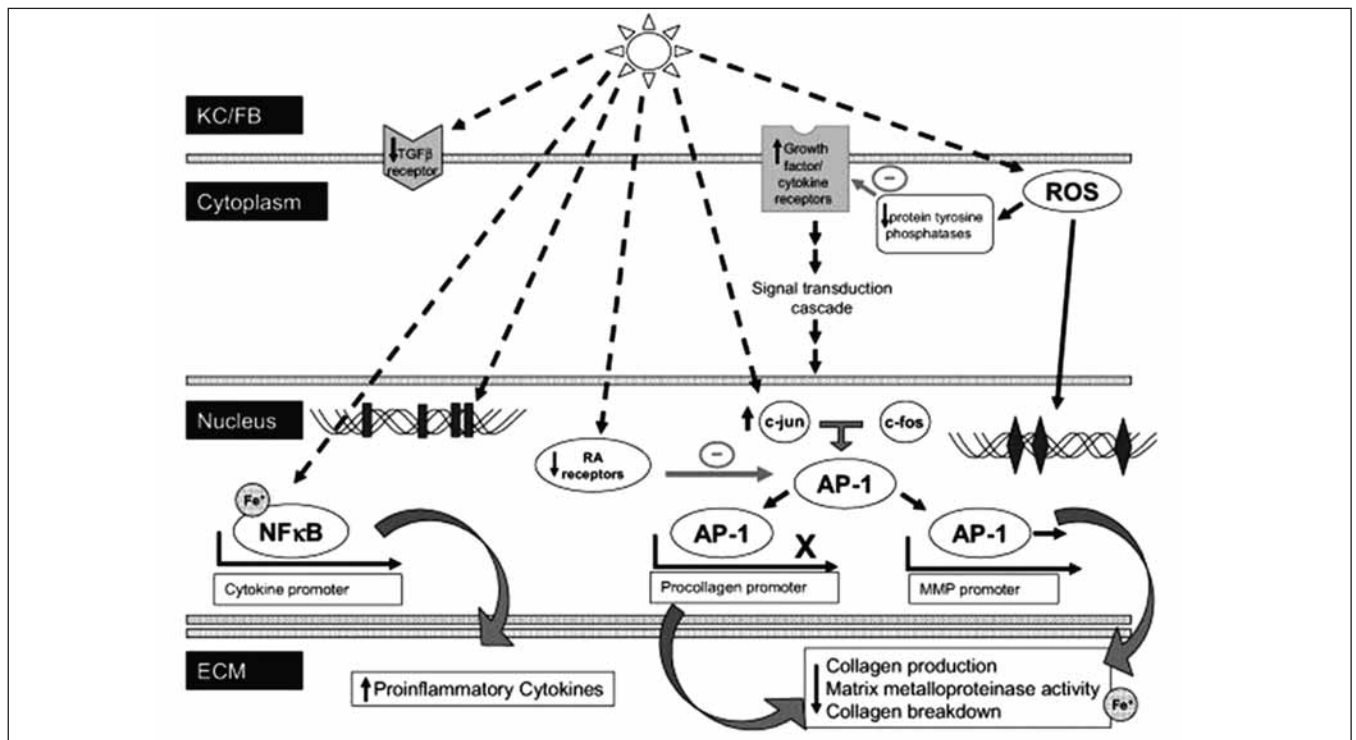 KC/FB
TGFβ
receptor
Growth
factor/
cytokine
receptors
−
ROS
Cytoplasm
protein tyrosine
phosphatases
Signal transduction
cascade
Nucleus
c-jun
c-fos
RA
receptors
−
AP-1
Fe⁺
NFκB
AP-1
X
AP-1
Cytokine promoter
Procollagen promoter
MMP promoter
ECM
Proinflammatory Cytokines
Collagen production
Matrix metalloproteinase activity
Collagen breakdown
Fe⁺